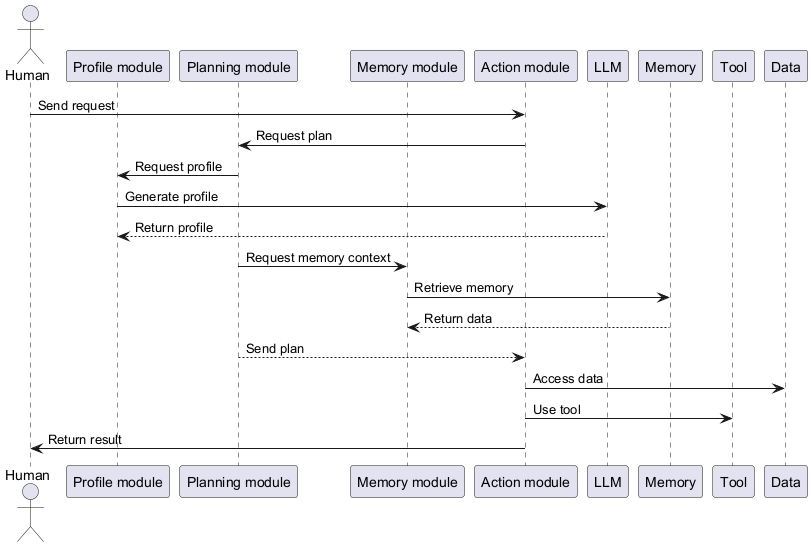 Human
Profile module
Planning module
Memory module
Action module
LLM
Memory
Tool
Data
Send request
Request plan
Request profile
Generate profile
Return profile
Request memory context
Retrieve memory
Return data
Send plan
Access data
Use tool
Return result
Human
Profile module
Planning module
Memory module
Action module
LLM
Memory
Tool
Data